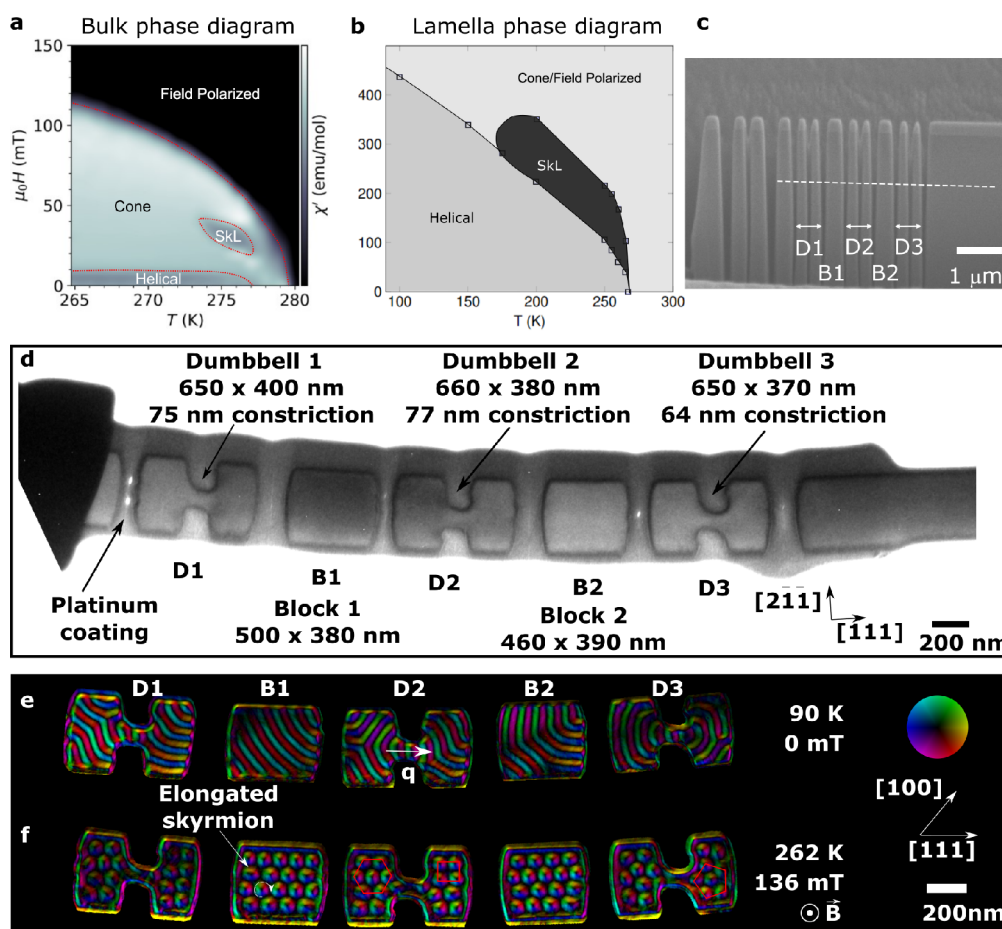 a Bulk phase diagram
150
100
50
0
μ₀H (mT)
Field Polarized
Cone
SkL
Helical
265 270 275 280
T (K)
χ' (emu/mol)
b Lamella phase diagram
400
300
200
100
0
Cone/Field Polarized
SkL
Helical
100 150 200 250 300
T (K)
c
D1 D2 D3
B1 B2
1 μm
d
Dumbbell 1
650 x 400 nm
75 nm constriction
Dumbbell 2
660 x 380 nm
77 nm constriction
Dumbbell 3
650 x 370 nm
64 nm constriction
D1 B1 D2 B2 D3
Platinum
coating
Block 1
500 x 380 nm
Block 2
460 x 390 nm
[21̅1̅]
[111]
200 nm
e
D1 B1 D2 B2 D3
q
90 K
0 mT
Elongated
skyrmion
[100]
[111]
f
262 K
136 mT
⊙ B⃗
200nm